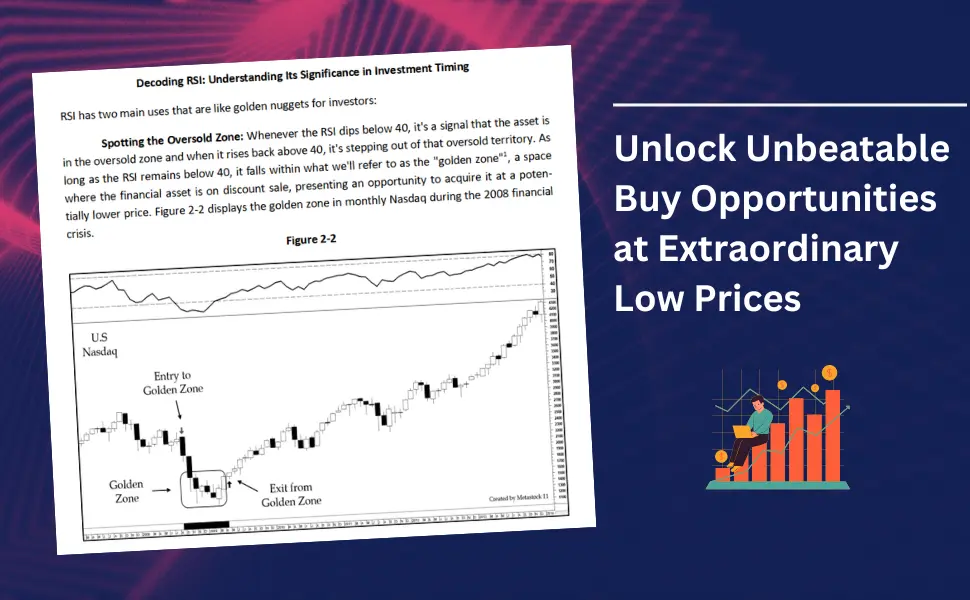 Decoding RSI: Understanding Its Significance in Investment Timing
RSI has two main uses that are like golden nuggets for investors:
Spotting the Oversold Zone: Whenever the RSI dips below 40, it's a signal that the asset is
in the oversold zone and when it rises back above 40, it's stepping out of that oversold territory. As
long as the RSI remains below 40, it falls within what we'll refer to as the "golden zone"¹, a space
where the financial asset is on discount sale, presenting an opportunity to acquire it at a poten-
tially lower price. Figure 2-2 displays the golden zone in monthly Nasdaq during the 2008 financial
crisis.
Figure 2-2
U.S
Nasdaq
Entry to
Golden Zone
Golden
Zone
Exit from
Golden Zone
Created by Metastock 11
Unlock Unbeatable
Buy Opportunities
at Extraordinary
Low Prices